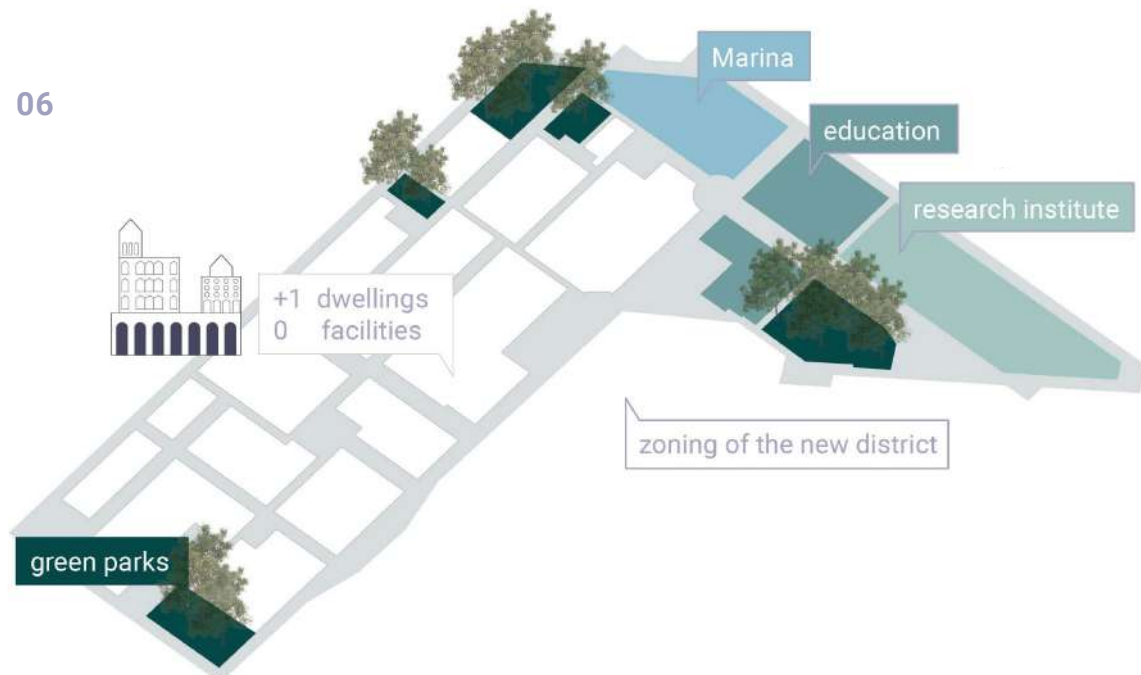 06
Marina
education
research institute
+1 dwellings
0 facilities
zoning of the new district
green parks